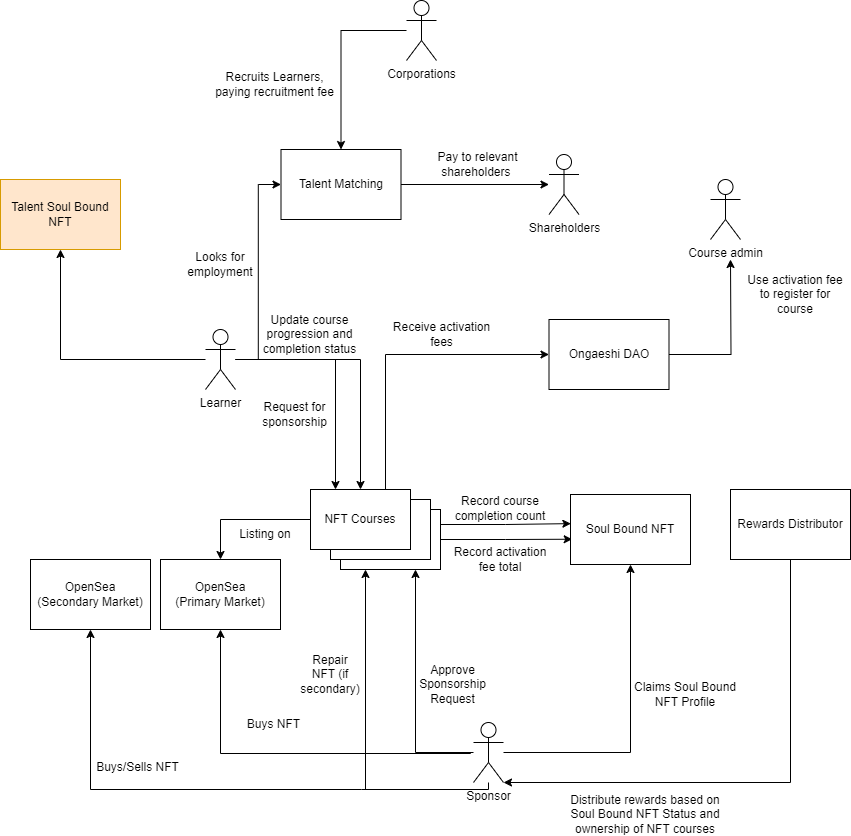 Corporations
Recruits Learners,
paying recruitment fee
Talent Matching
Pay to relevant
shareholders
Shareholders
Talent Soul Bound
NFT
Course admin
Looks for
employment
Use activation fee
to register for
course
Update course
progression and
completion status
Receive activation
fees
Ongaeshi DAO
Learner
Request for
sponsorship
NFT Courses
Record course
completion count
Soul Bound NFT
Rewards Distributor
Listing on
Record activation
fee total
OpenSea
(Secondary Market)
OpenSea
(Primary Market)
Repair
NFT (if
secondary)
Approve
Sponsorship
Request
Claims Soul Bound
NFT Profile
Buys NFT
Buys/Sells NFT
Sponsor
Distribute rewards based on
Soul Bound NFT Status and
ownership of NFT courses